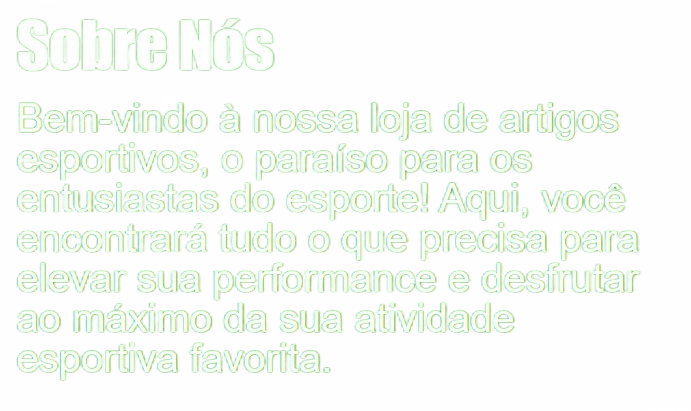 Sobre Nós
Bem-vindo à nossa loja de artigos
esportivos, o paraíso para os
entusiastas do esporte! Aqui, você
encontrará tudo o que precisa para
elevar sua performance e desfrutar
ao máximo da sua atividade
esportiva favorita.